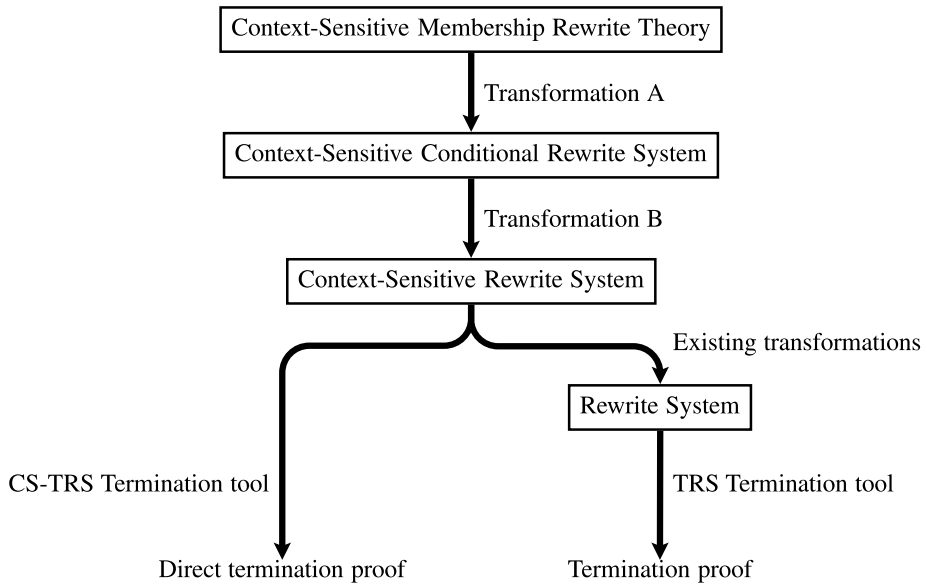 Context-Sensitive Membership Rewrite Theory
Transformation A
Context-Sensitive Conditional Rewrite System
Transformation B
Context-Sensitive Rewrite System
Existing transformations
Rewrite System
CS-TRS Termination tool
TRS Termination tool
Direct termination proof
Termination proof